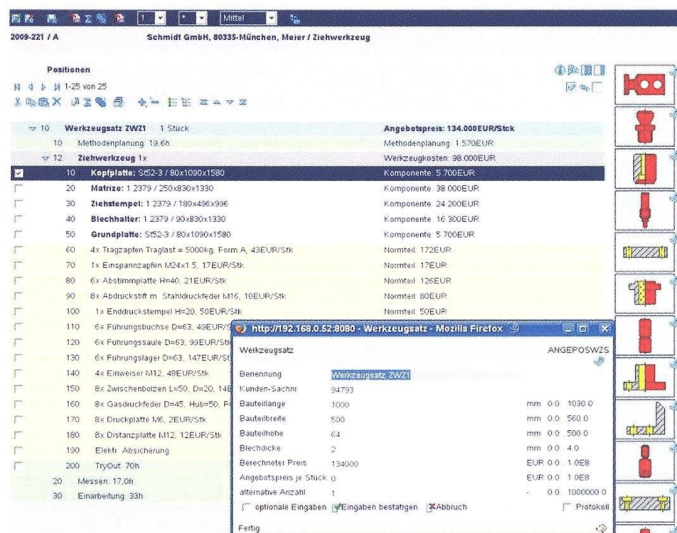 1 * Mittel
2009-221 / A Schmidt GmbH, 80335-München, Meier / Ziehwerkzeug
Positionen
1-25 von 25
10 Werkzeugsatz ZWZ1 1 Stück Angebotspreis: 134.000EUR/Stck
10 Methodenplanung: 19,6h Methodenplanung: 1.570EUR
12 Ziehwerkzeug 1x Werkzeugkosten: 98.000EUR
10 Kopfplatte: St52-3 / 80x1090x1580 Komponente: 5.700EUR
20 Matrize: 1.2379 / 250x830x1330 Komponente: 38.000EUR
30 Ziehstempel: 1.2379 / 180x496x996 Komponente: 24.200EUR
40 Blechhalter: 1.2379 / 90x830x1330 Komponente: 16.300EUR
50 Grundplatte: St52-3 / 80x1090x1580 Komponente: 5.700EUR
60 4x Tragzapfen Traglast = 5000kg, Form A, 43EUR/Stk Normteil: 172EUR
70 1x Einspannzapfen M24x1.5, 17EUR/Stk Normteil: 17EUR
80 6x Abstimmplatte H=40, 21EUR/Stk Normteil: 126EUR
90 8x Abdruckstift m. Stahldruckfeder M16, 10EUR/Stk Normteil: 80EUR
100 1x Enddruckstempel H=20, 50EUR/Stk Normteil: 50EUR
110 6x Führungsbuchse D=63, 49EUR/S
120 6x Führungssäule D=63, 99EUR/Stk
130 6x Führungslager D=63, 147EUR/St
140 4x Einweiser M12, 48EUR/Stk
150 8x Zwischenbolzen L=50, D=20, 14E
160 8x Gasdruckfeder D=45, Hub=50, F=
170 8x Druckplatte M6, 2EUR/Stk
180 8x Distanzplatte M12, 12EUR/Stk
190 Elektr. Absicherung
200 TryOut: 70h
20 Messen: 17,0h
30 Einarbeitung: 33h
http://192.168.0.52:8080 - Werkzeugsatz - Mozilla Firefox
Werkzeugsatz ANGEPOSWZS
Benennung Werkzeugsatz ZWZ1
Kunden-Sachnr 94793
Bauteillänge 1000 mm 0.0 1030.0
Bauteilbreite 500 mm 0.0 560.0
Bauteilhöhe 64 mm 0.0 500.0
Blechdicke 2 mm 0.0 4.0
Berechneter Preis 134000 EUR 0.0 1.0E8
Angebotspreis je Stück 0 EUR 0.0 1.0E8
alternative Anzahl 1 - 0.0 1000000.0
optionale Eingaben Eingaben bestätigen Abbruch Protokoll
Fertig